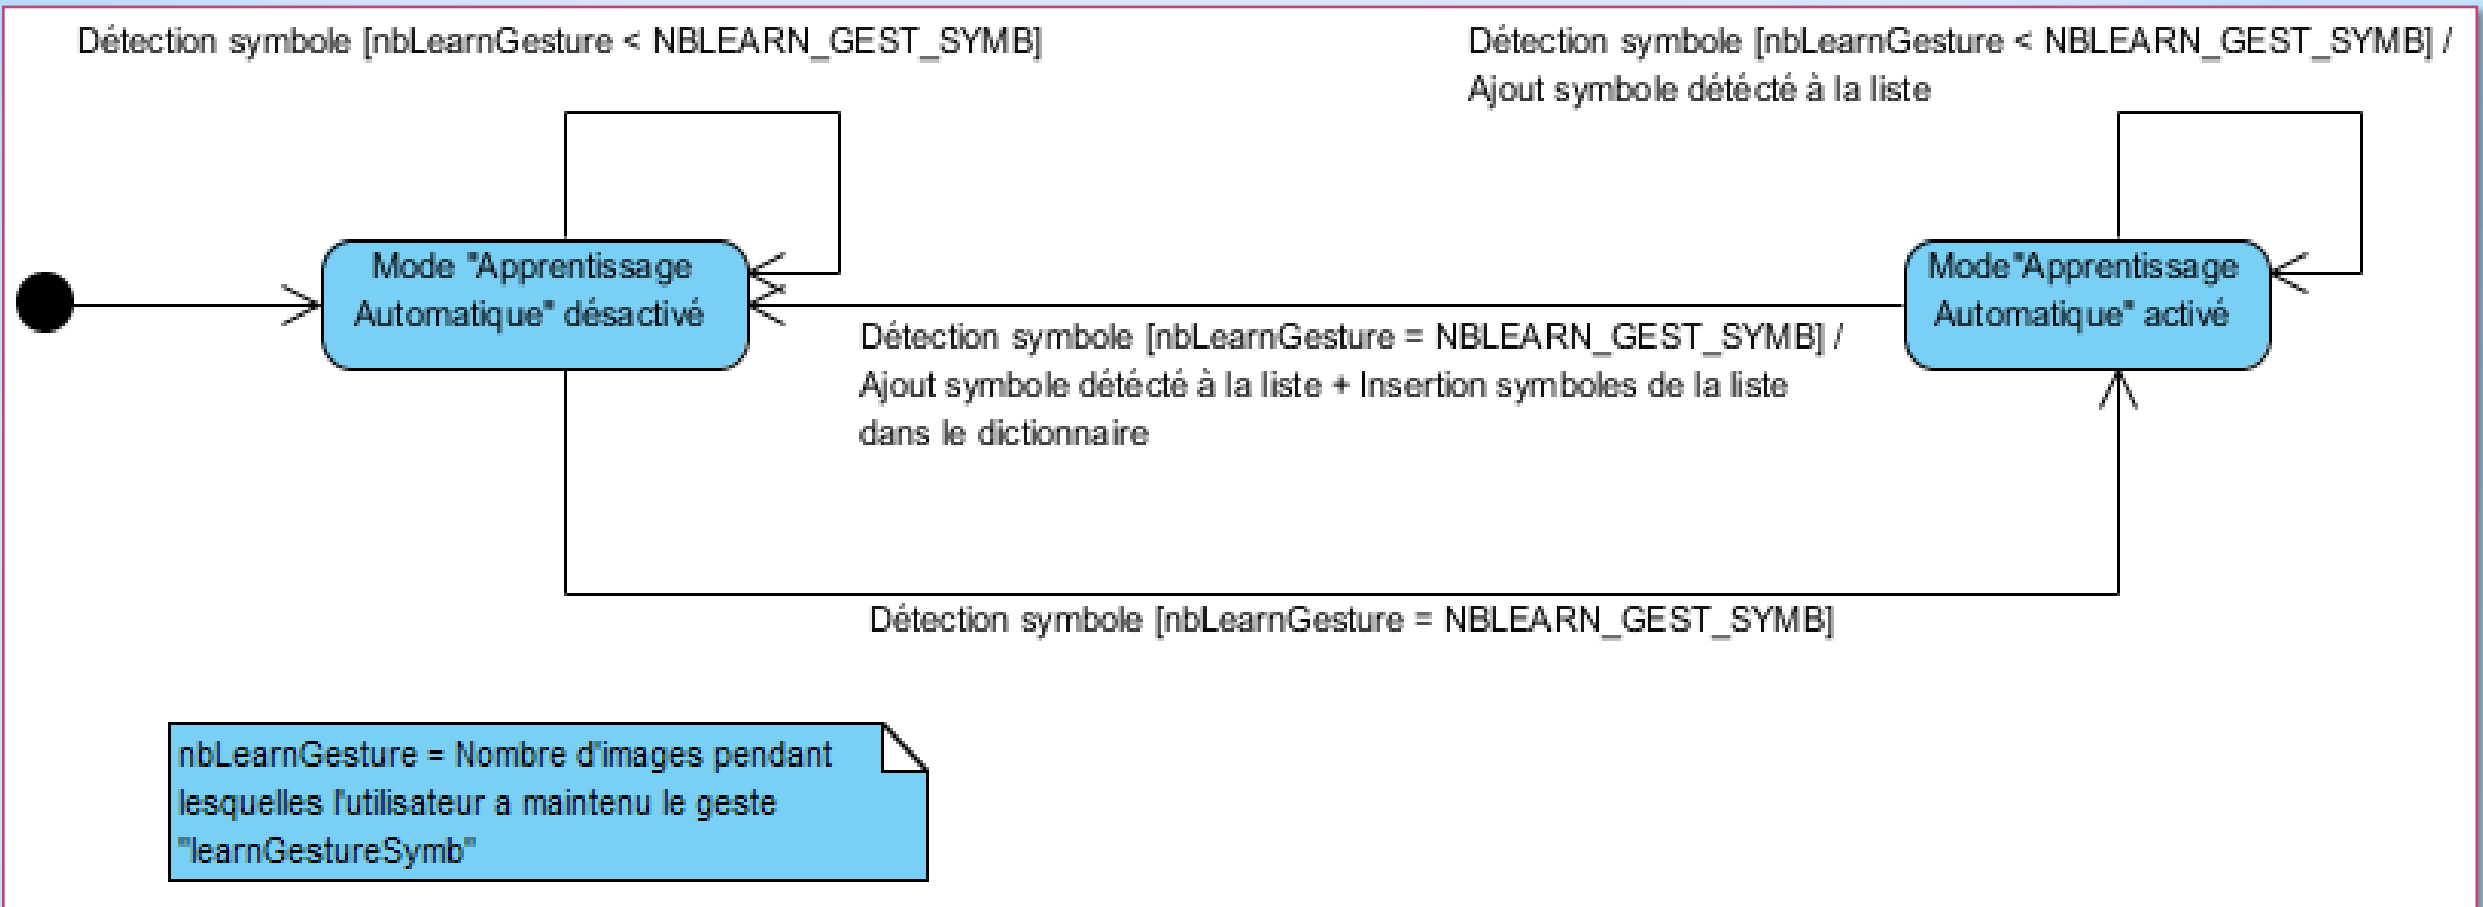 Détection symbole [nbLearnGesture < NBLEARN_GEST_SYMB]
Détection symbole [nbLearnGesture < NBLEARN_GEST_SYMB] /
Ajout symbole détécté à la liste
Mode "Apprentissage
Automatique" désactivé
Mode"Apprentissage
Automatique" activé
Détection symbole [nbLearnGesture = NBLEARN_GEST_SYMB] /
Ajout symbole détécté à la liste + Insertion symboles de la liste
dans le dictionnaire
Détection symbole [nbLearnGesture = NBLEARN_GEST_SYMB]
nbLearnGesture = Nombre d'images pendant
lesquelles l'utilisateur a maintenu le geste
"learnGestureSymb"